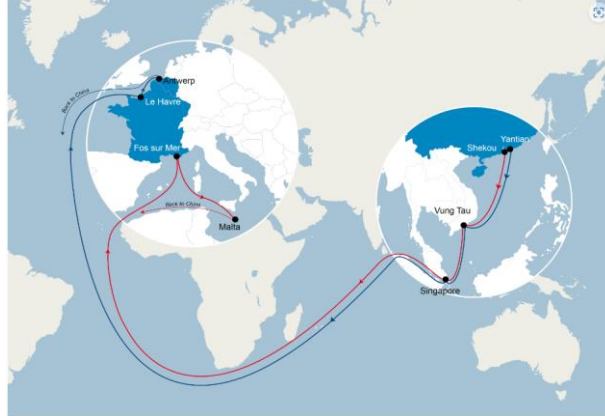 Antwerp
Back to China
Le Havre
Fos sur Mer
Back to China
Malta
Yantian
Shekou
Vung Tau
Singapore